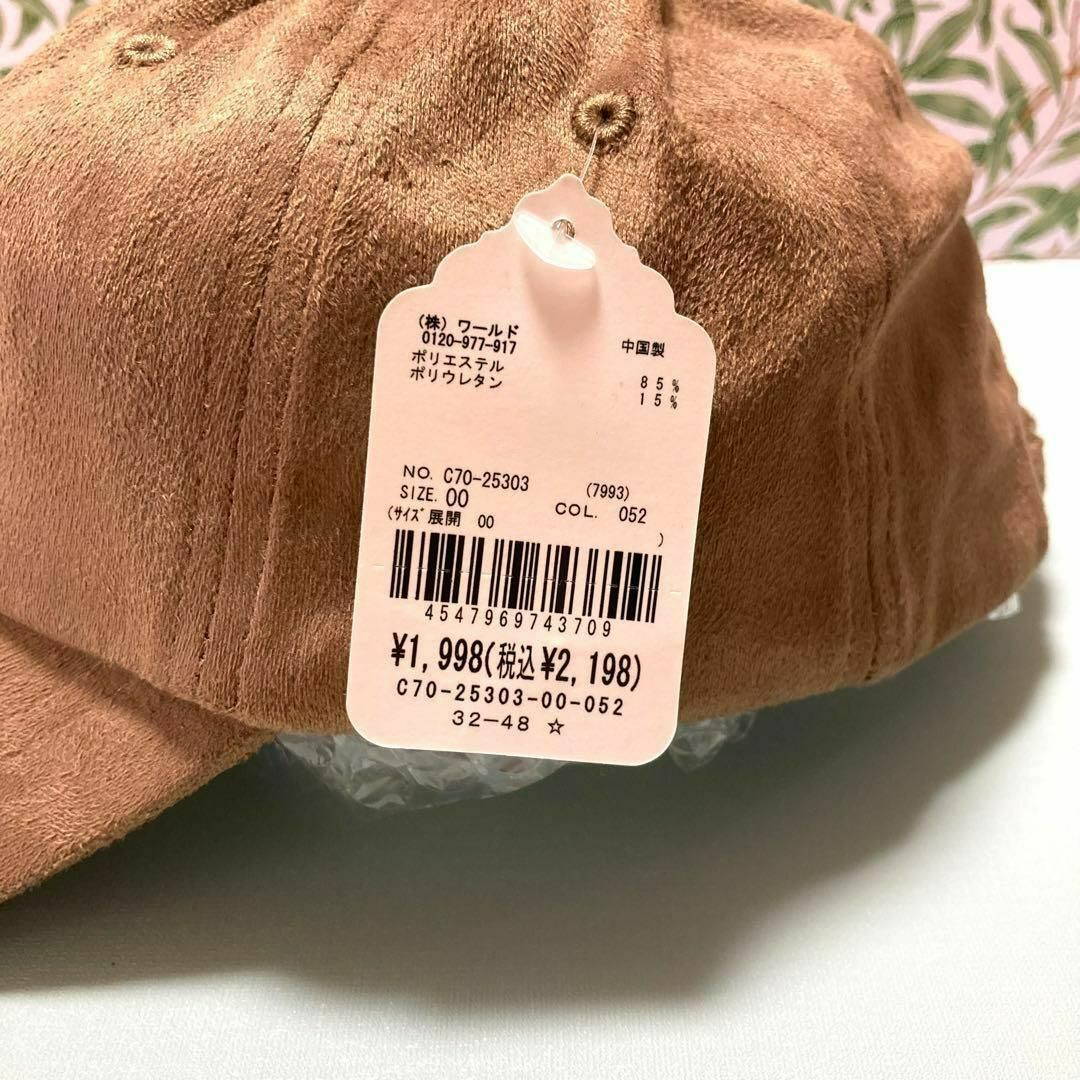 (株) ワールド
0120-977-917 中国製
ポリエステル 85%
ポリウレタン 15%
NO. C70-25303 (7993)
SIZE. 00 COL. 052
(サイズ展開 00 )
4547969743709
¥1,998(税込¥2,198)
C70-25303-00-052
32-48 ☆